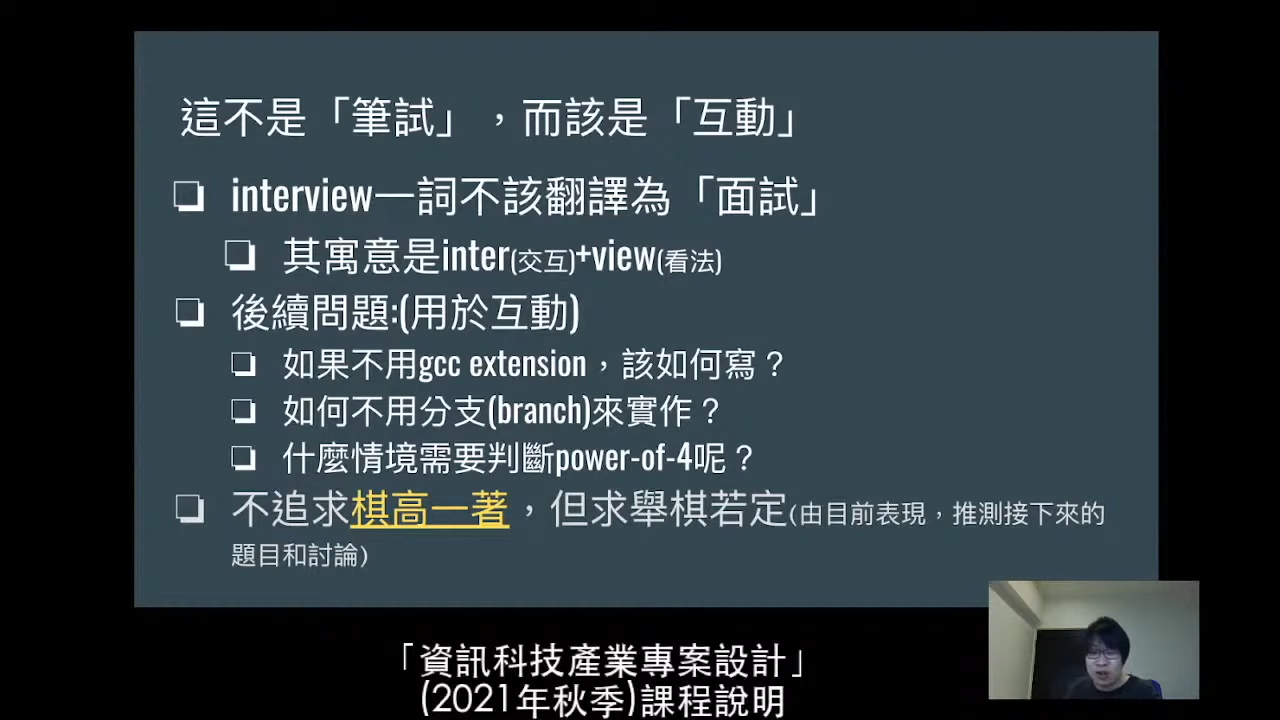 這不是「筆試」，而該是「互動」
❏ interview一詞不該翻譯為「面試」
❏ 其寓意是inter(交互)+view(看法)
❏ 後續問題:(用於互動)
❏ 如果不用gcc extension，該如何寫？
❏ 如何不用分支(branch)來實作？
❏ 什麼情境需要判斷power-of-4呢？
❏ 不追求棋高一著，但求舉棋若定(由目前表現，推測接下來的
題目和討論)
「資訊科技產業專案設計」
(2021年秋季)課程說明